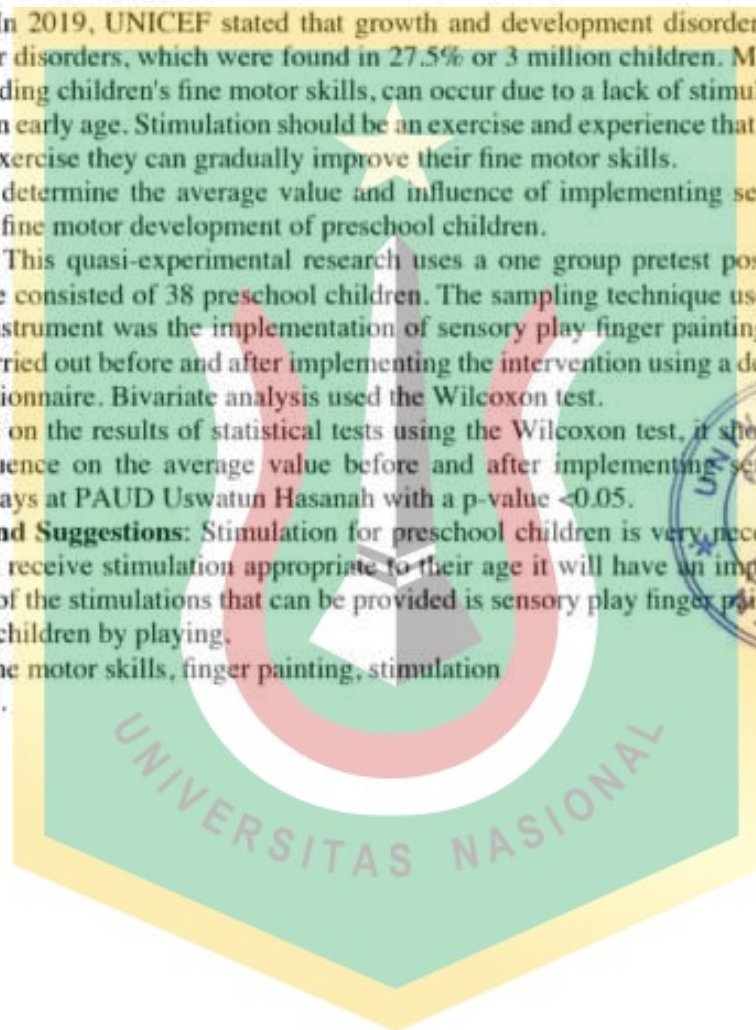 In 2019, UNICEF stated that growth and development disorder
r disorders, which were found in 27.5% or 3 million children. M
ding children's fine motor skills, can occur due to a lack of stimul
n early age. Stimulation should be an exercise and experience that
xercise they can gradually improve their fine motor skills.
determine the average value and influence of implementing se
fine motor development of preschool children.
This quasi-experimental research uses a one group pretest pos
e consisted of 38 preschool children. The sampling technique us
strument was the implementation of sensory play finger painting
rried out before and after implementing the intervention using a d
ionnaire. Bivariate analysis used the Wilcoxon test.
on the results of statistical tests using the Wilcoxon test, it sho
uence on the average value before and after implementing se
ays at PAUD Uswatun Hasanah with a p-value <0.05.
nd Suggestions: Stimulation for preschool children is very nece
receive stimulation appropriate to their age it will have an imp
of the stimulations that can be provided is sensory play finger pai
children by playing.
ne motor skills, finger painting, stimulation
UNIVERSITAS NASIONAL